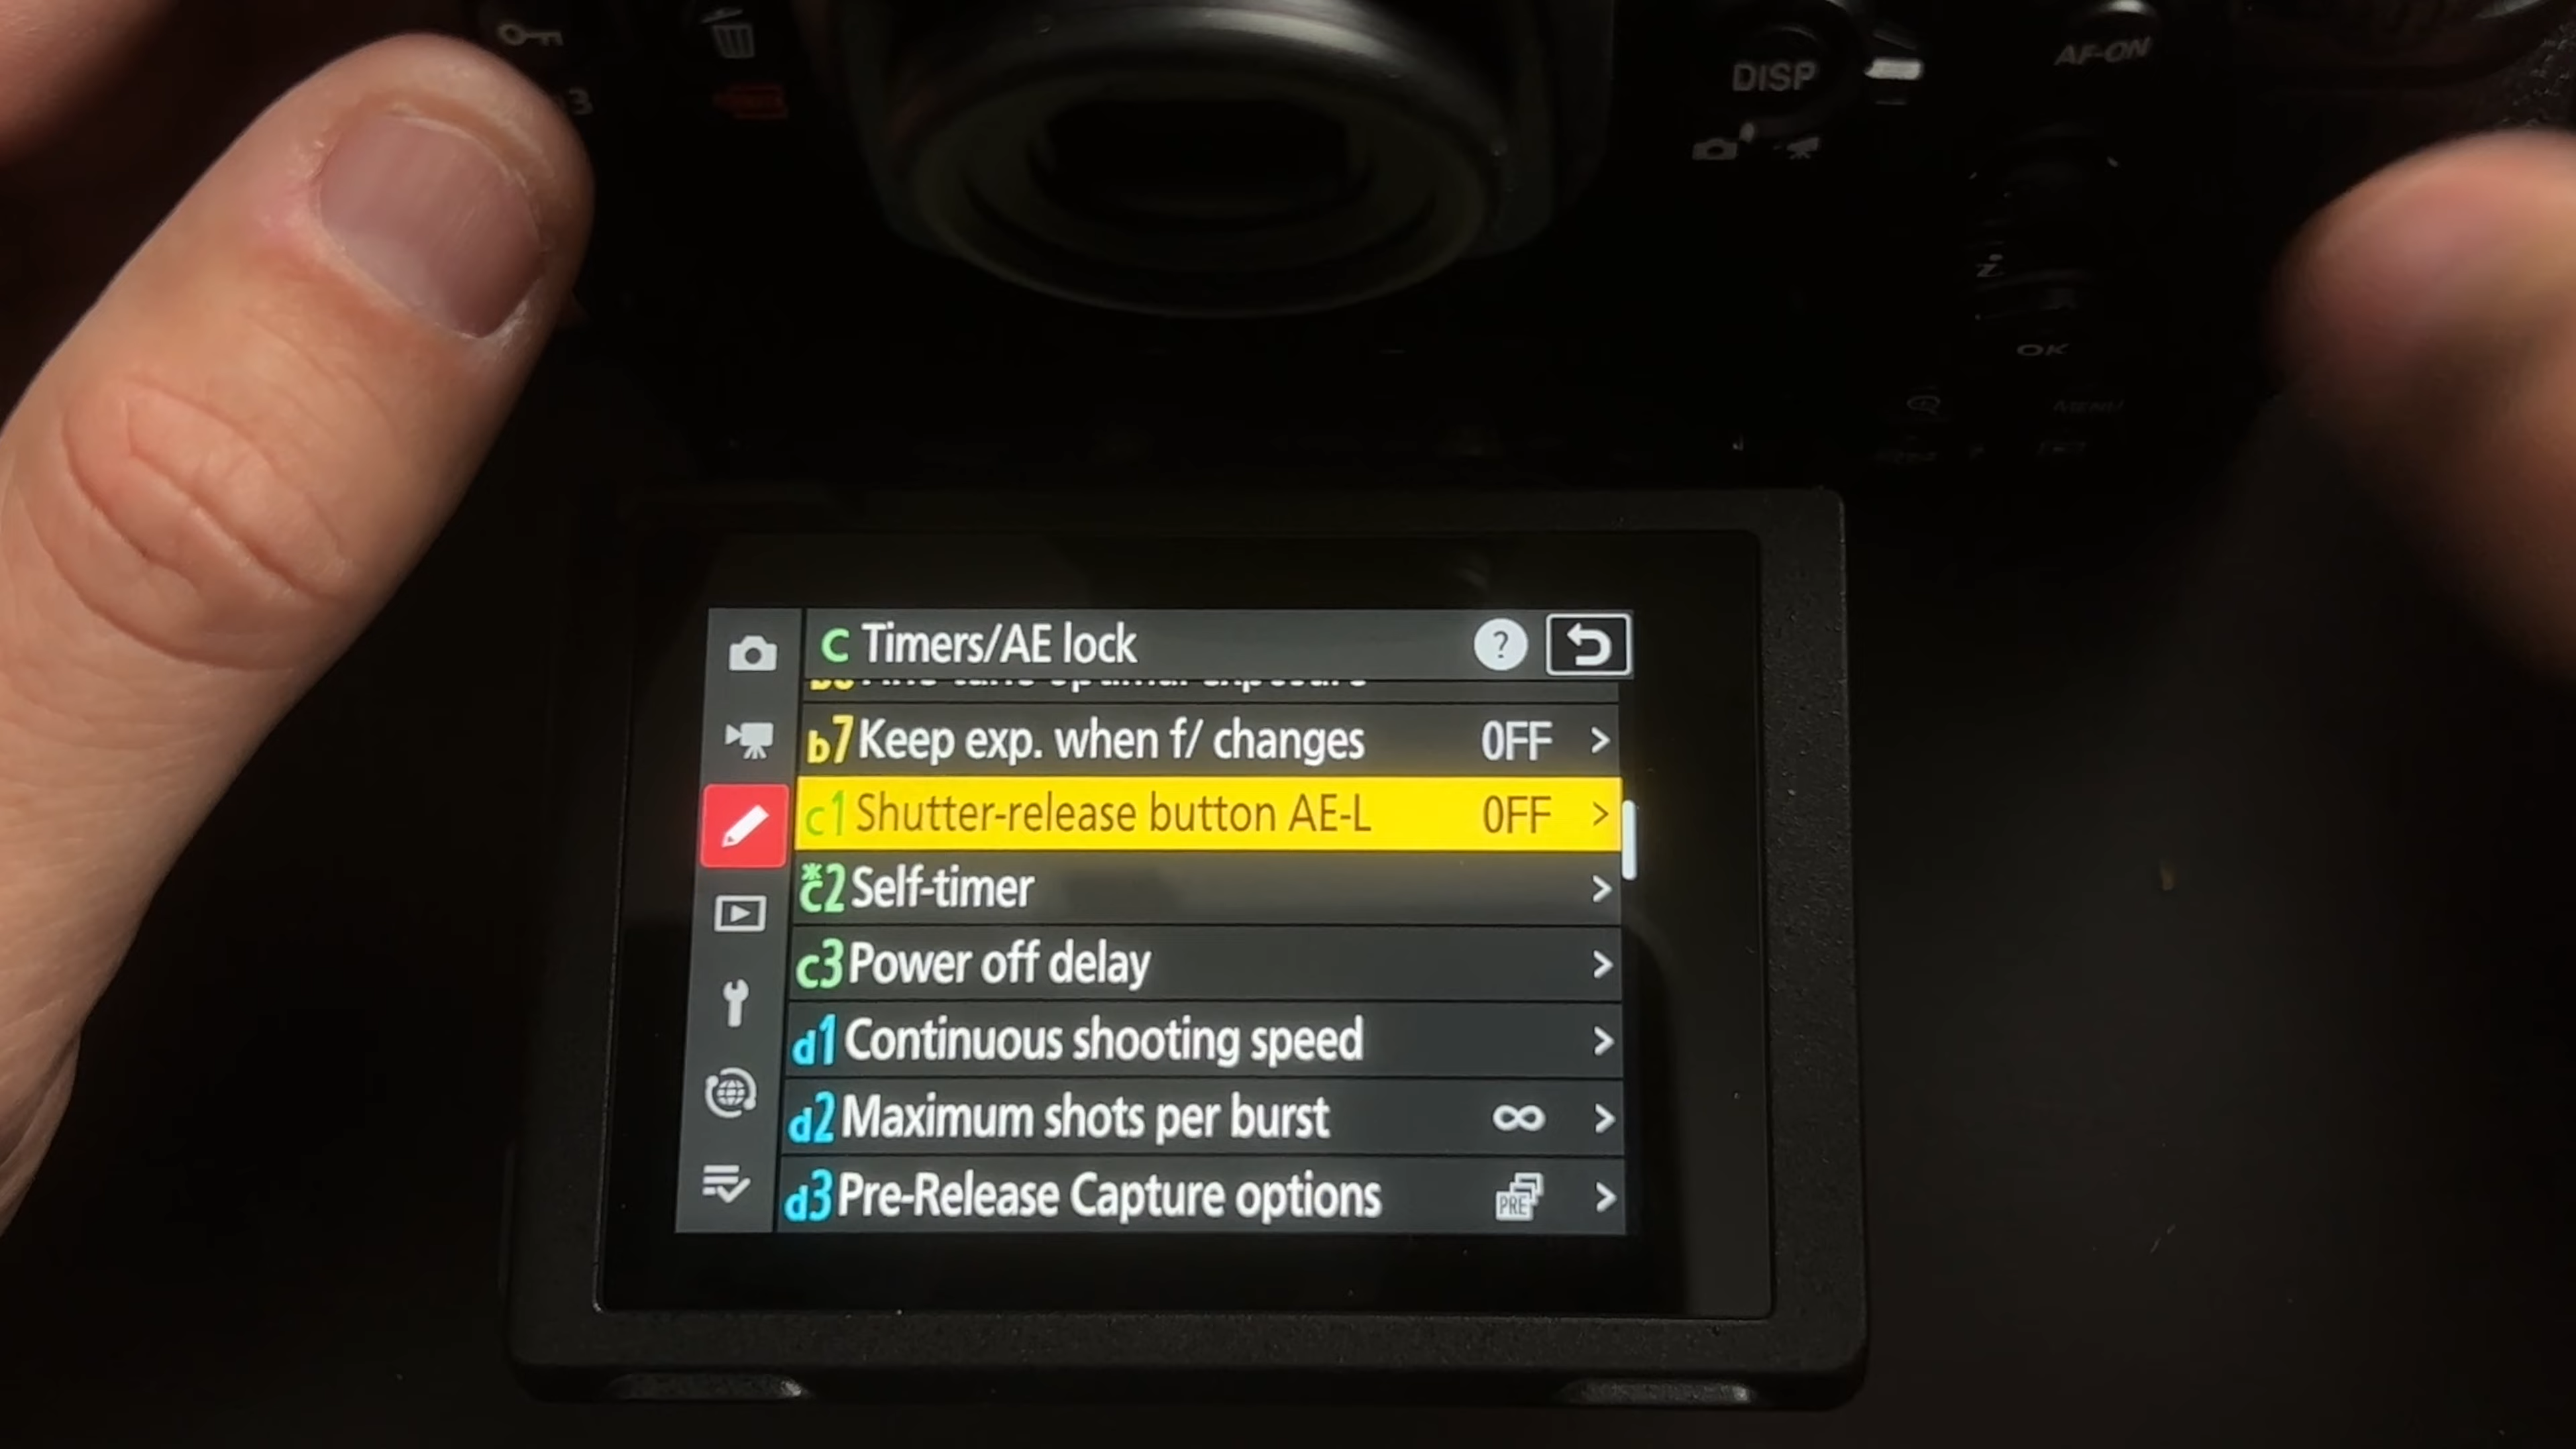 DISP
AF-ON
i
OK
MENU
C Timers/AE lock ?
b7 Keep exp. when f/ changes OFF >
c1 Shutter-release button AE-L OFF >
*c2 Self-timer >
c3 Power off delay >
d1 Continuous shooting speed >
d2 Maximum shots per burst ∞ >
d3 Pre-Release Capture options PRE >